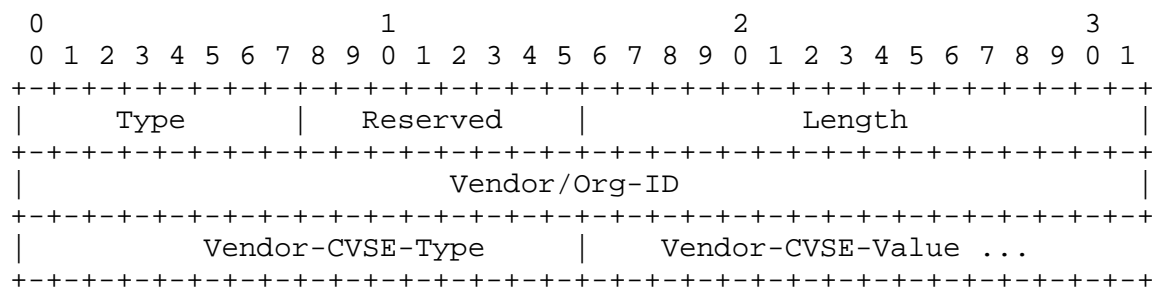 0                   1                   2                   3
 0 1 2 3 4 5 6 7 8 9 0 1 2 3 4 5 6 7 8 9 0 1 2 3 4 5 6 7 8 9 0 1
+-+-+-+-+-+-+-+-+-+-+-+-+-+-+-+-+-+-+-+-+-+-+-+-+-+-+-+-+-+-+-+-+
|     Type      |   Reserved    |            Length             |
+-+-+-+-+-+-+-+-+-+-+-+-+-+-+-+-+-+-+-+-+-+-+-+-+-+-+-+-+-+-+-+-+
|                        Vendor/Org-ID                          |
+-+-+-+-+-+-+-+-+-+-+-+-+-+-+-+-+-+-+-+-+-+-+-+-+-+-+-+-+-+-+-+-+
|          Vendor-CVSE-Type     |    Vendor-CVSE-Value ...
+-+-+-+-+-+-+-+-+-+-+-+-+-+-+-+-+-+-+-+-+-+-+-+-+-+-+-+-+-+-+-+-+